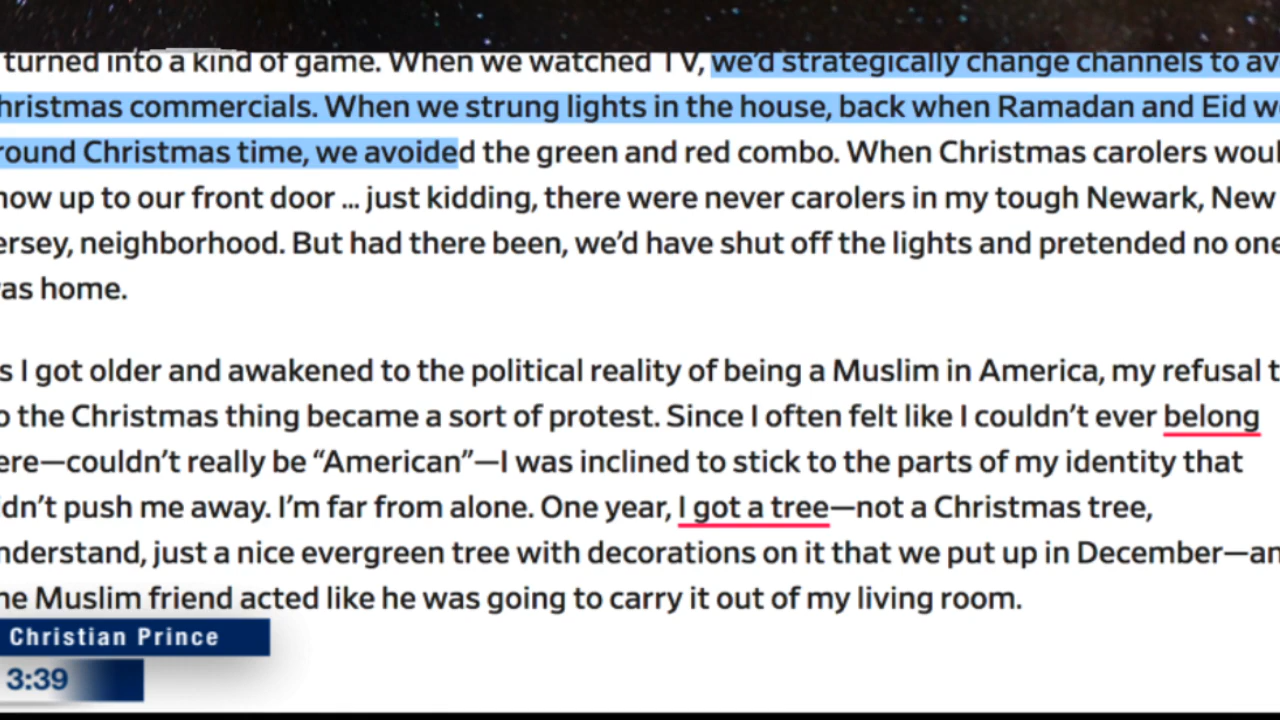 turned into a kind of game. When we watched TV, we’d strategically change channels to av
hristmas commercials. When we strung lights in the house, back when Ramadan and Eid w
round Christmas time, we avoided the green and red combo. When Christmas carolers woul
how up to our front door ... just kidding, there were never carolers in my tough Newark, New
ersey, neighborhood. But had there been, we’d have shut off the lights and pretended no one
as home.
s I got older and awakened to the political reality of being a Muslim in America, my refusal t
o the Christmas thing became a sort of protest. Since I often felt like I couldn’t ever belong
ere—couldn’t really be “American”—I was inclined to stick to the parts of my identity that
dn’t push me away. I’m far from alone. One year, I got a tree—not a Christmas tree,
nderstand, just a nice evergreen tree with decorations on it that we put up in December—an
ne Muslim friend acted like he was going to carry it out of my living room.
Christian Prince
3:39